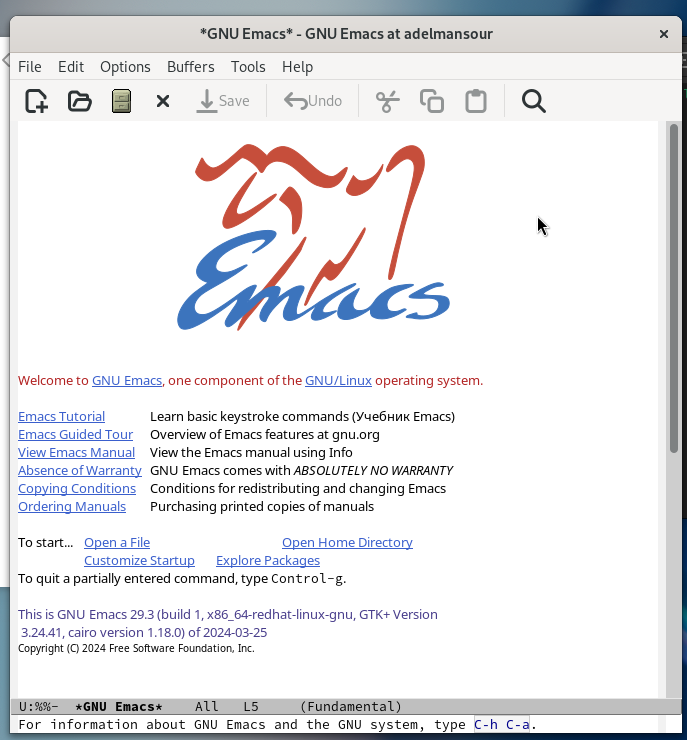 *GNU Emacs* - GNU Emacs at adelmansour
File Edit Options Buffers Tools Help
Save Undo
Emacs
Welcome to GNU Emacs, one component of the GNU/Linux operating system.
Emacs Tutorial Learn basic keystroke commands (Учебник Emacs)
Emacs Guided Tour Overview of Emacs features at gnu.org
View Emacs Manual View the Emacs manual using Info
Absence of Warranty GNU Emacs comes with ABSOLUTELY NO WARRANTY
Copying Conditions Conditions for redistributing and changing Emacs
Ordering Manuals Purchasing printed copies of manuals
To start... Open a File Open Home Directory
Customize Startup Explore Packages
To quit a partially entered command, type Control-g.
This is GNU Emacs 29.3 (build 1, x86_64-redhat-linux-gnu, GTK+ Version
3.24.41, cairo version 1.18.0) of 2024-03-25
Copyright (C) 2024 Free Software Foundation, Inc.
U:%%- *GNU Emacs* All L5 (Fundamental)
For information about GNU Emacs and the GNU system, type C-h C-a.